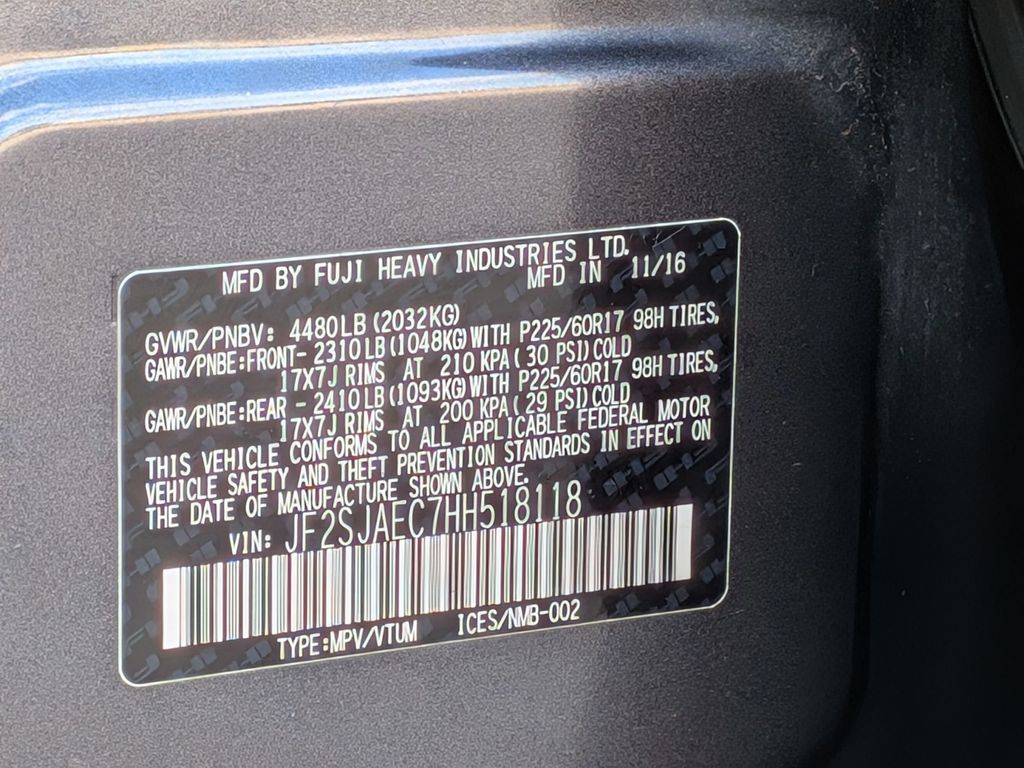 MFD BY FUJI HEAVY INDUSTRIES LTD.
MFD IN 11/16
GVWR/PNBV: 4480LB (2032KG)
GAWR/PNBE:FRONT- 2310LB (1048KG) WITH P225/60R17 98H TIRES,
17X7J RIMS AT 210 KPA ( 30 PSI) COLD
GAWR/PNBE:REAR - 2410LB (1093KG) WITH P225/60R17 98H TIRES,
17X7J RIMS AT 200 KPA ( 29 PSI) COLD
THIS VEHICLE CONFORMS TO ALL APPLICABLE FEDERAL MOTOR
VEHICLE SAFETY AND THEFT PREVENTION STANDARDS IN EFFECT ON
THE DATE OF MANUFACTURE SHOWN ABOVE.
VIN: JF2SJAEC7HH518118
TYPE:MPV/VTUM ICES/NMB-002